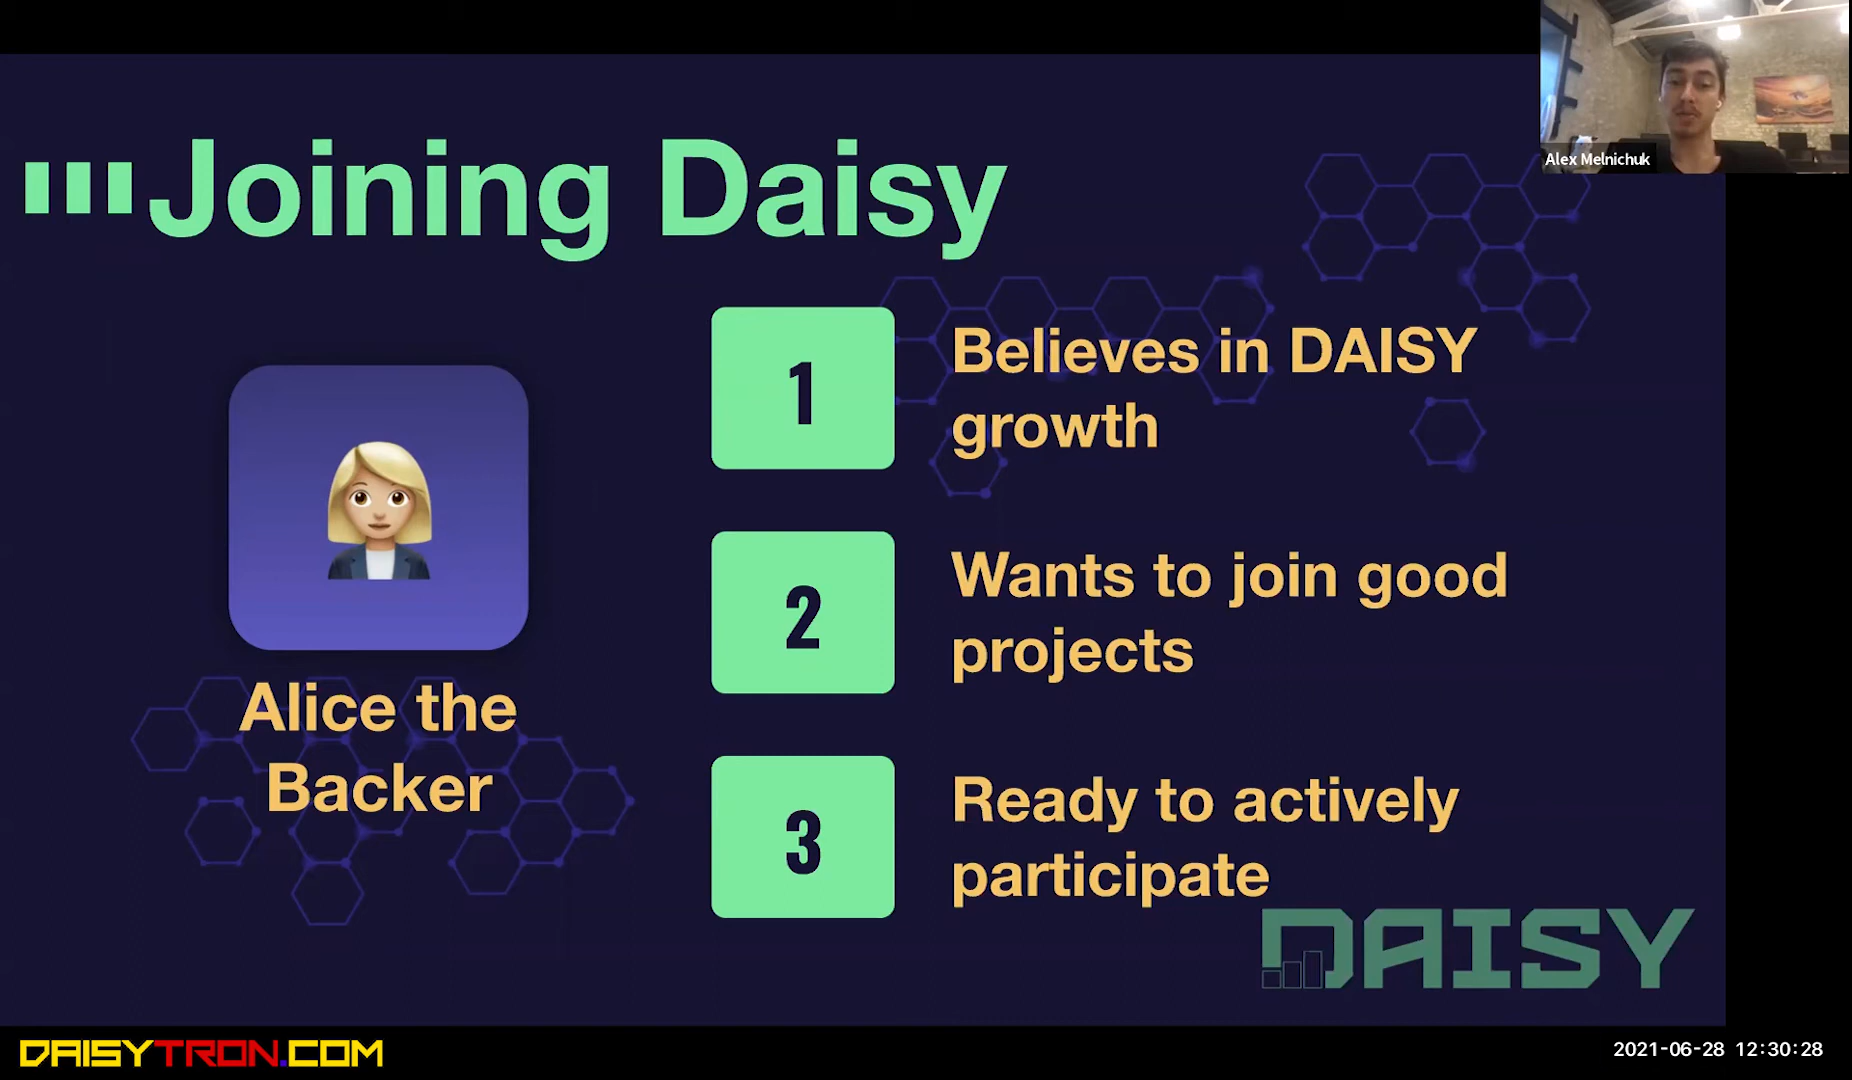 Alex Melnichuk
Joining Daisy
1
Believes in DAISY
growth
2
Wants to join good
projects
Alice the
Backer
3
Ready to actively
participate
DAISY
DAISYTRON.COM
2021-06-28 12:30:28